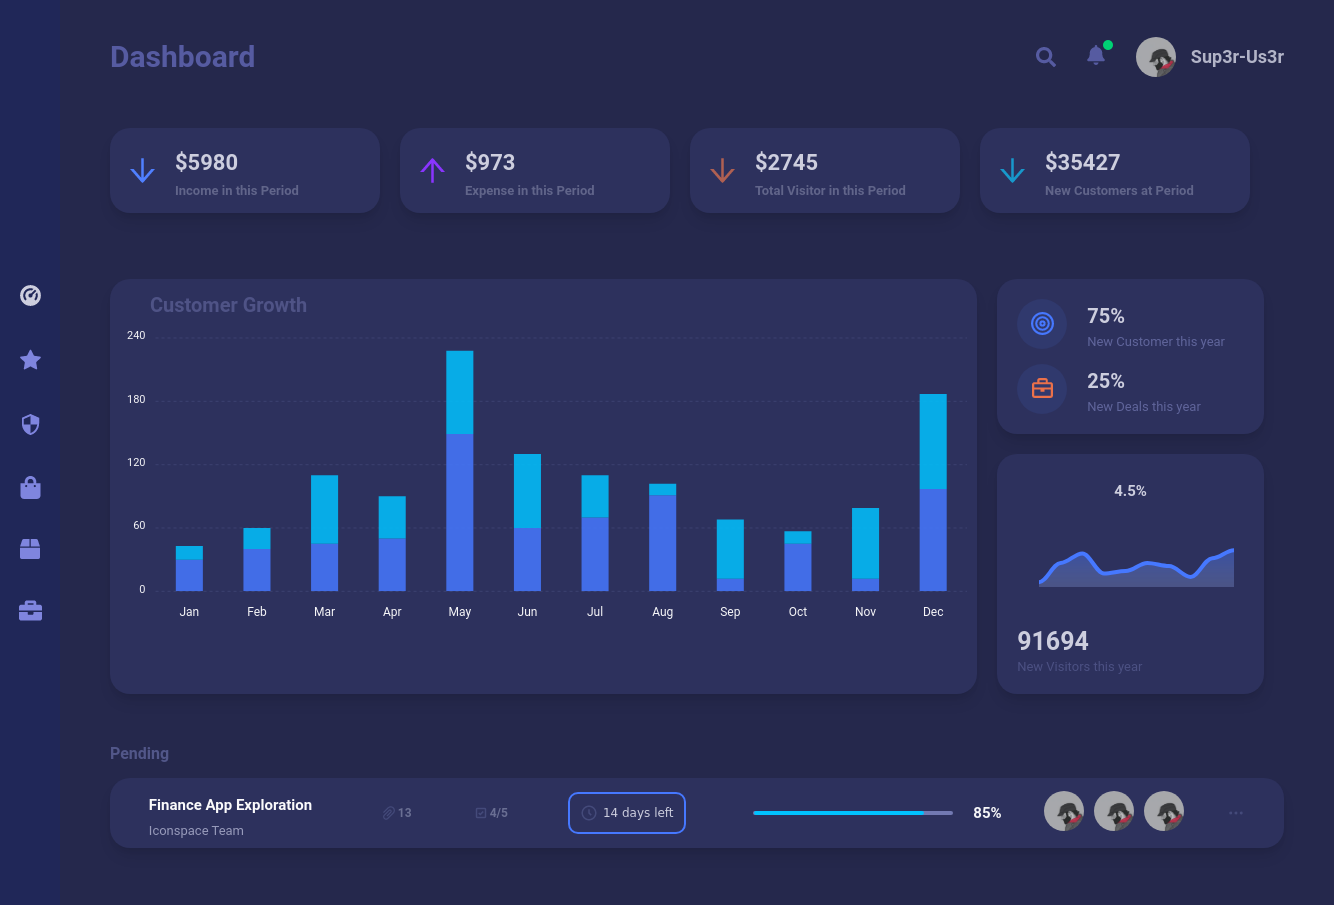 Dashboard
Sup3r-Us3r
$5980
Income in this Period
$973
Expense in this Period
$2745
Total Visitor in this Period
$35427
New Customers at Period
Customer Growth
240
180
120
60
0
Jan Feb Mar Apr May Jun Jul Aug Sep Oct Nov Dec
75%
New Customer this year
25%
New Deals this year
4.5%
91694
New Visitors this year
Pending
Finance App Exploration
Iconspace Team
13
4/5
14 days left
85%